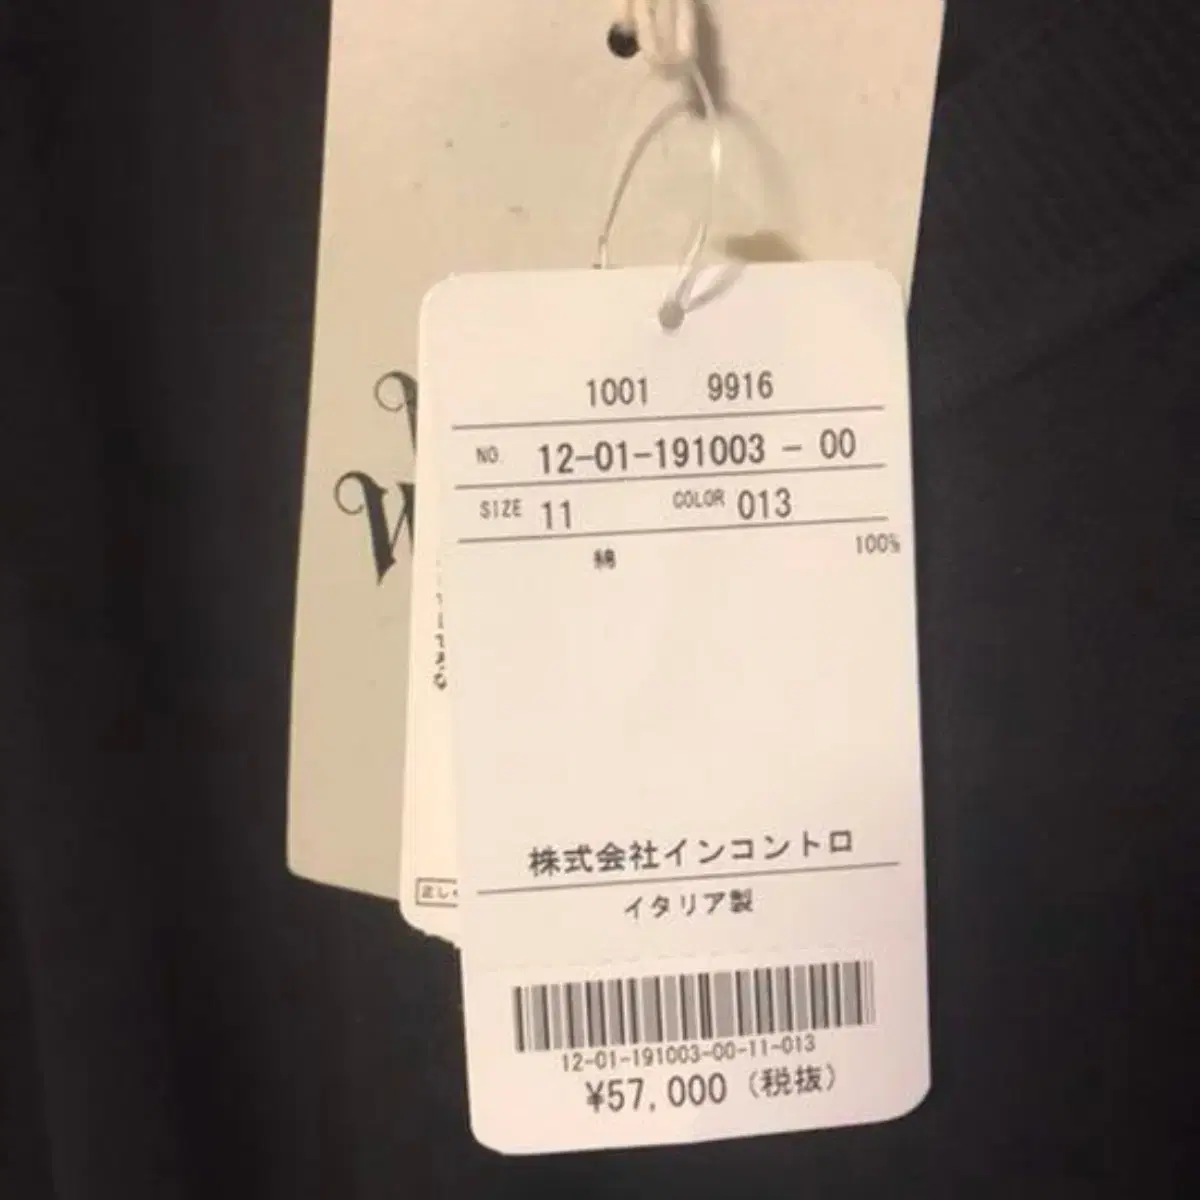 1001 9916
NO. 12-01-191003 - 00
SIZE 11 COLOR 013
綿 100%
株式会社インコントロ
イタリア製
12-01-191003-00-11-013
¥57,000 (税抜)
W
正し